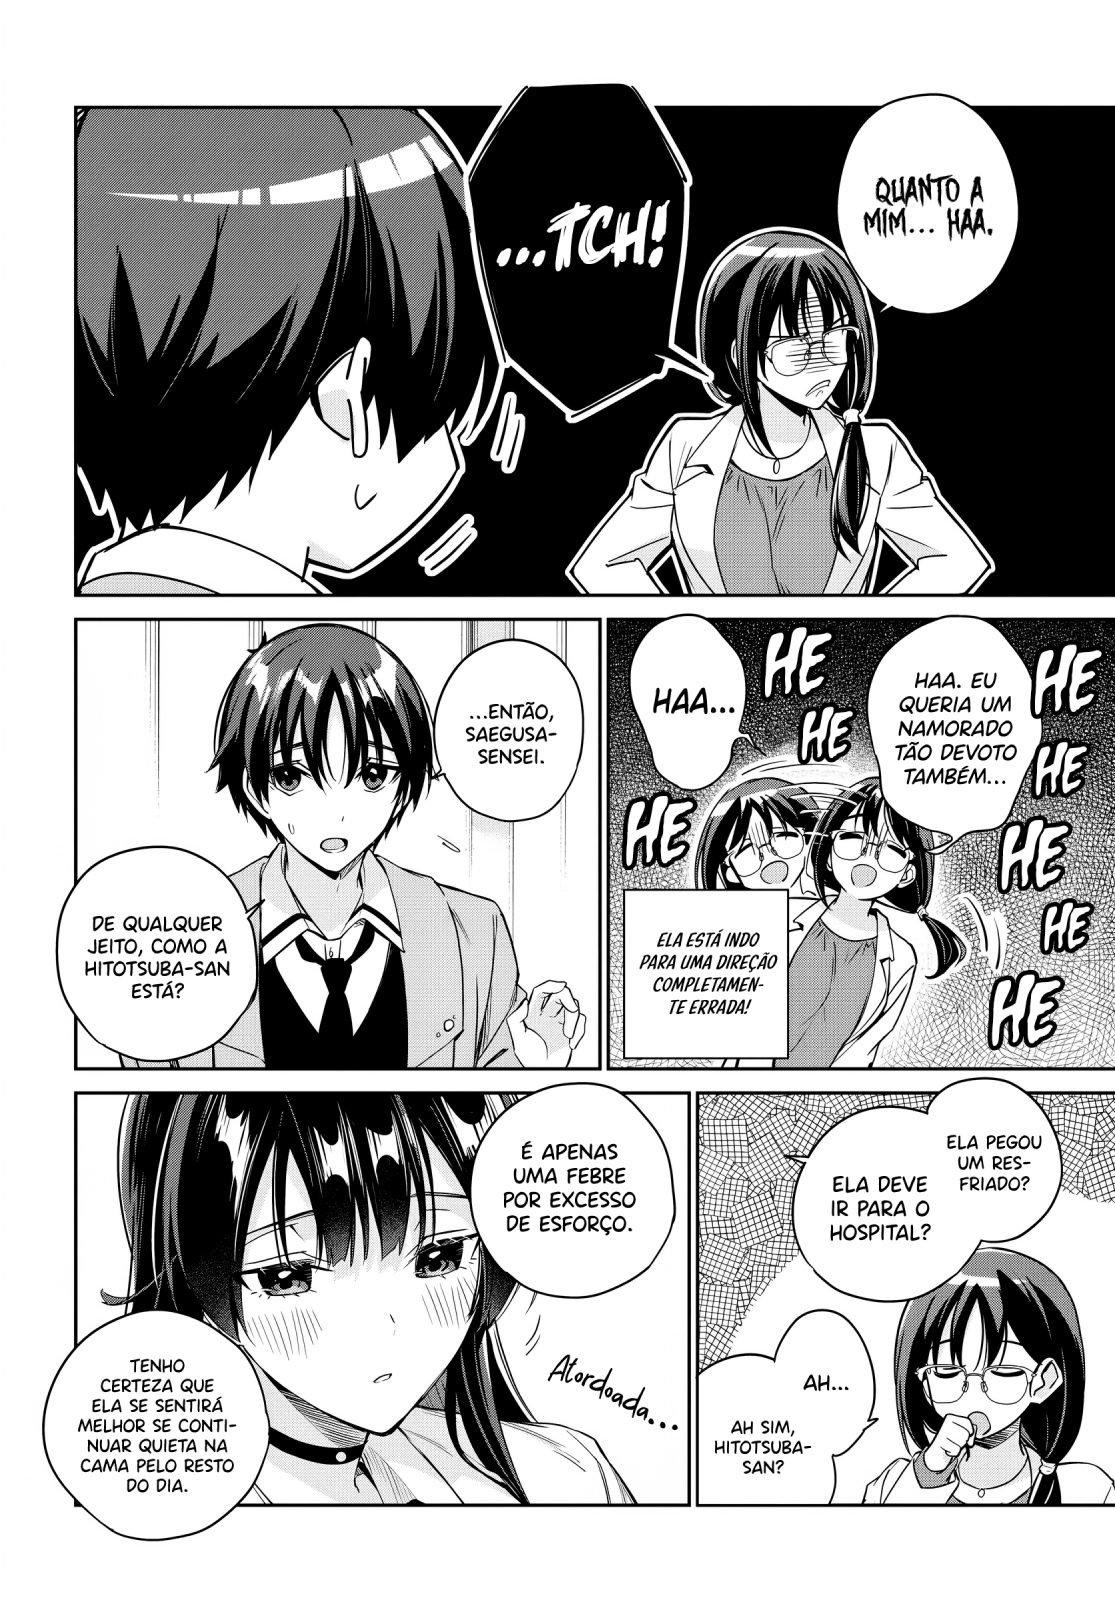 QUANTO A
MIM... HAA.
...TCH!
HAA. EU
QUERIA UM
NAMORADO
TÃO DEVOTO
TAMBÉM...
HAA...
HE
HE
HE
HE
HE
HE
HE
HE
ELA ESTÁ INDO
PARA UMA DIREÇÃO
COMPLETAMEN-
TE ERRADA!
...ENTÃO,
SAEGUSA-
SENSEI.
DE QUALQUER
JEITO, COMO A
HITOTSUBA-SAN
ESTÁ?
ELA PEGOU
UM RES-
FRIADO?
ELA DEVE
IR PARA O
HOSPITAL?
AH...
AH SIM,
HITOTSUBA-
SAN?
É APENAS
UMA FEBRE
POR EXCESSO
DE ESFORÇO.
Atordoada...
TENHO
CERTEZA QUE
ELA SE SENTIRÁ
MELHOR SE CONTI-
NUAR QUIETA NA
CAMA PELO RESTO
DO DIA.